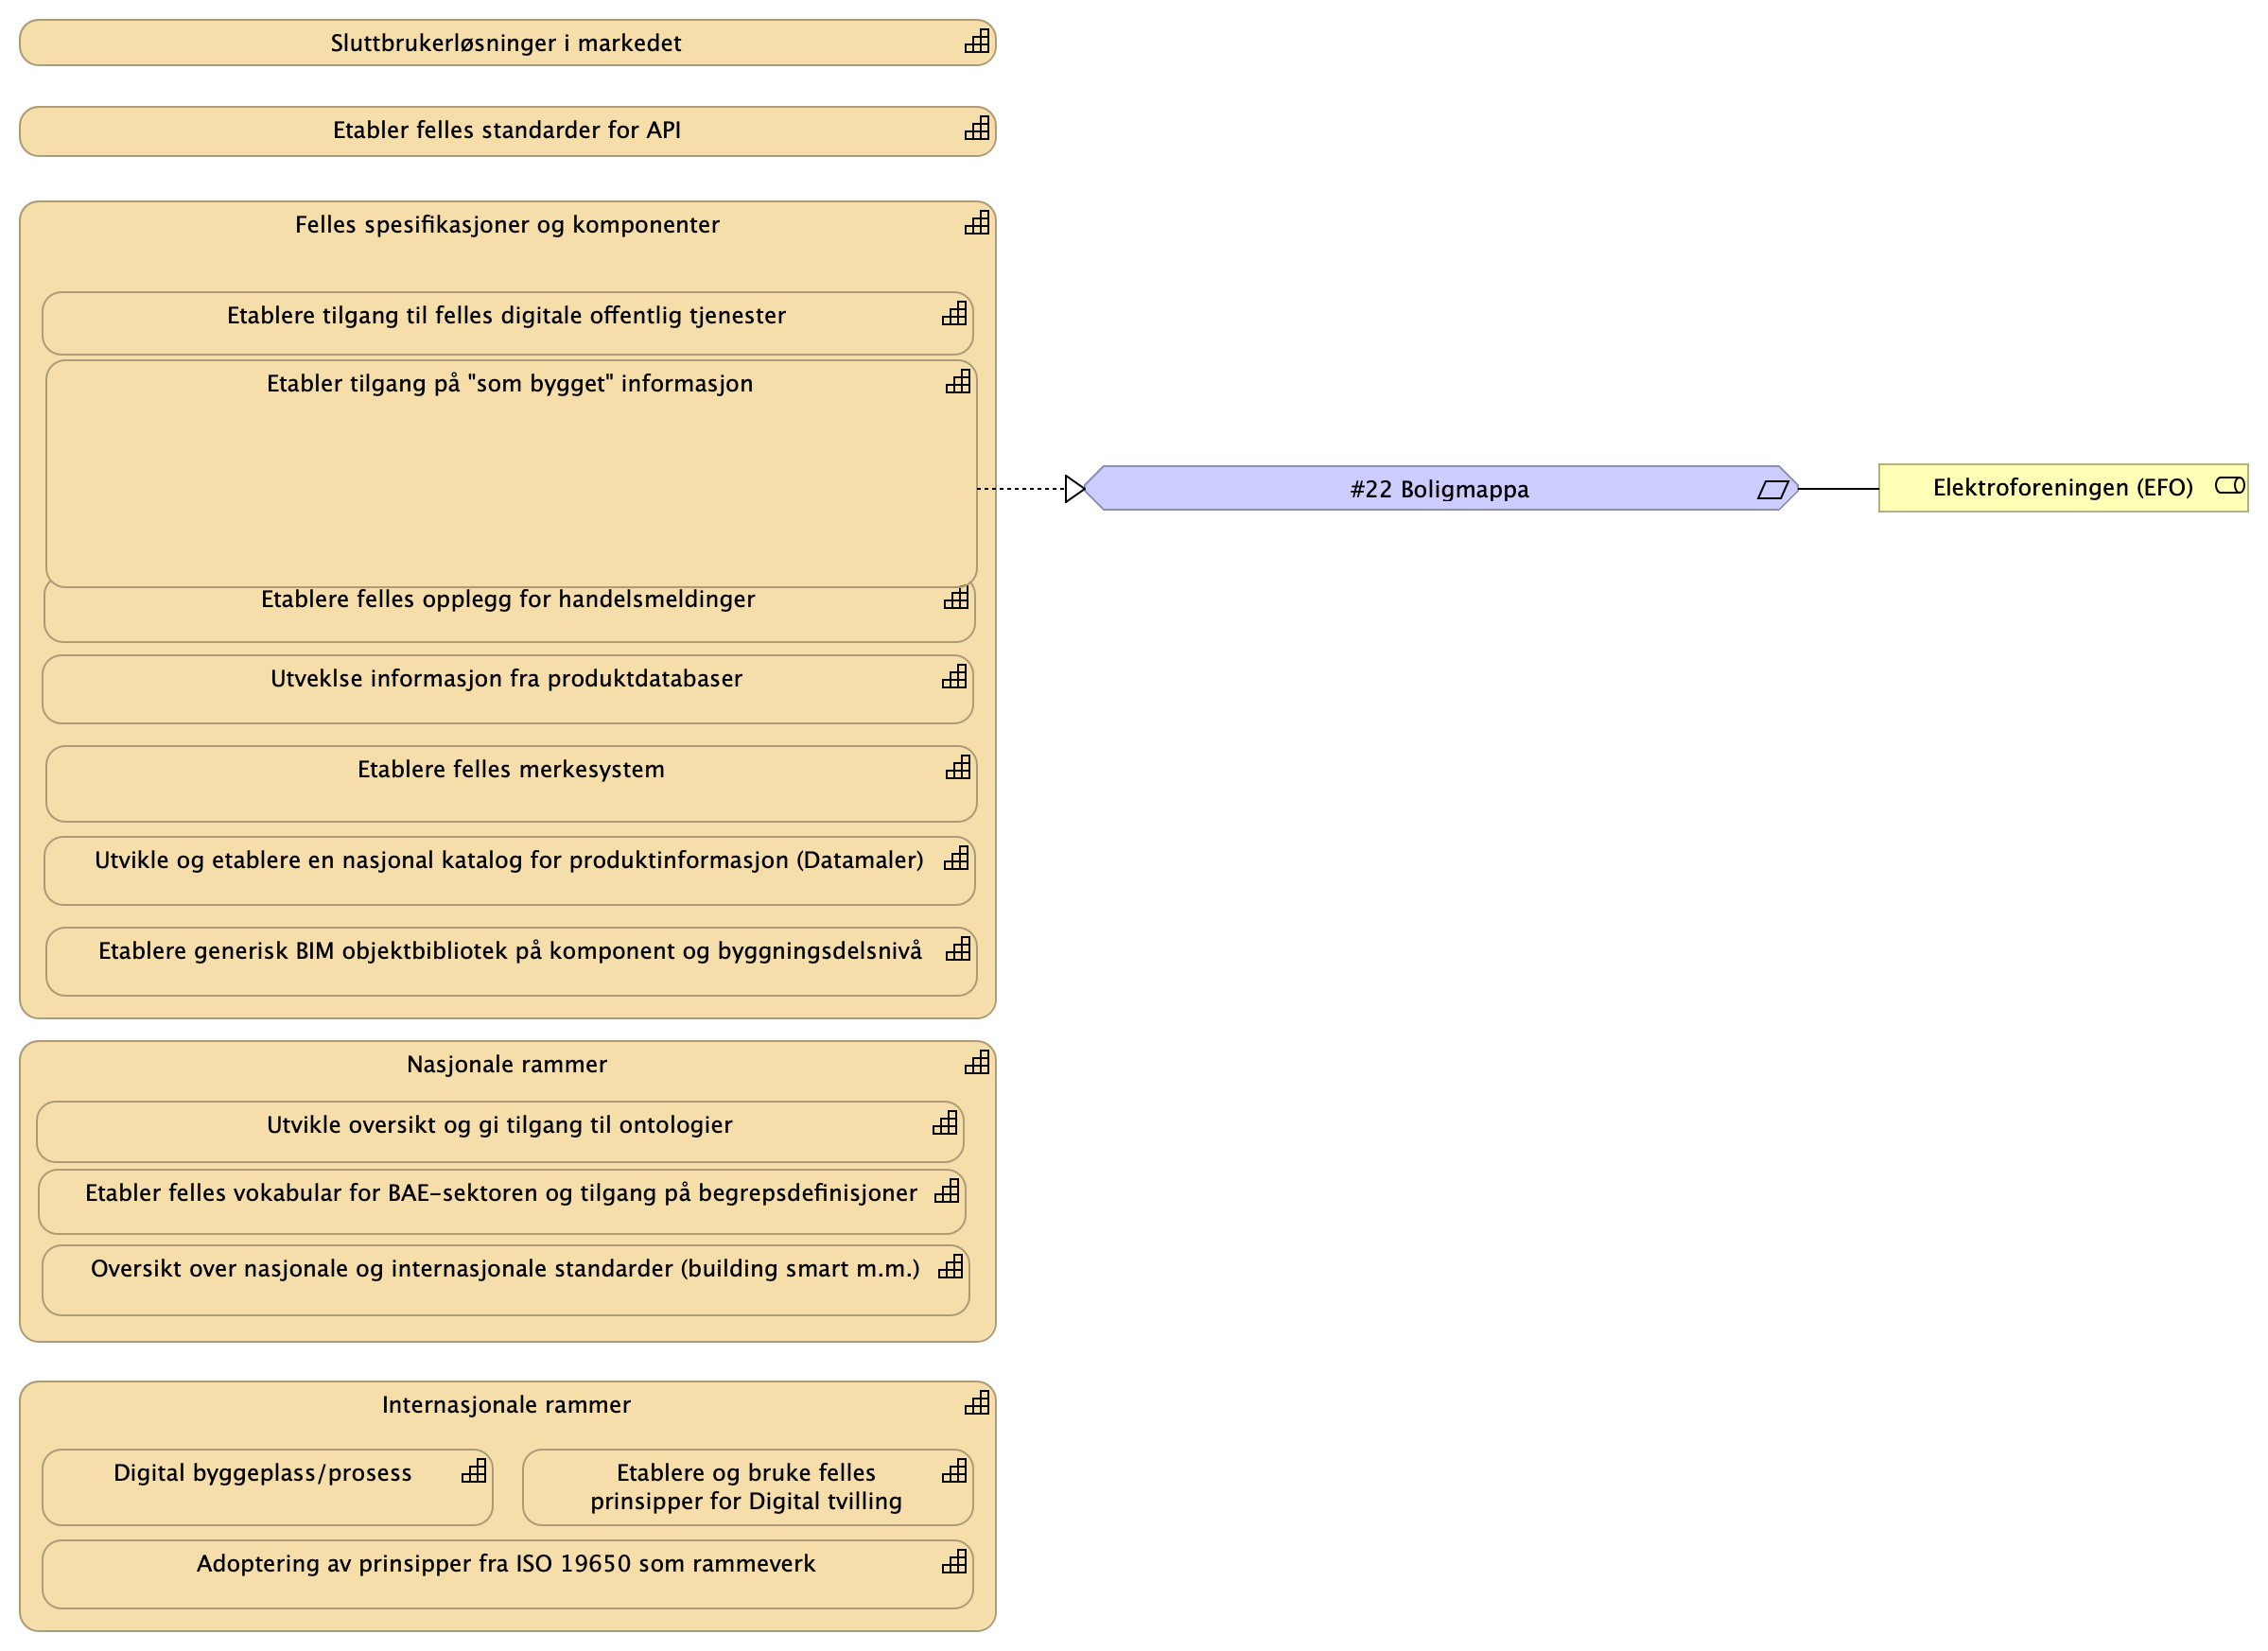 Sluttbrukerløsninger i markedet
Etabler felles standarder for API
Felles spesifikasjoner og komponenter
Etablere tilgang til felles digitale offentlig tjenester
Etabler tilgang på "som bygget" informasjon
#22 Boligmappa
Elektroforeningen (EFO)
Etablere felles opplegg for handelsmeldinger
Utveklse informasjon fra produktdatabaser
Etablere felles merkesystem
Utvikle og etablere en nasjonal katalog for produktinformasjon (Datamaler)
Etablere generisk BIM objektbibliotek på komponent og byggningsdelsnivå
Nasjonale rammer
Utvikle oversikt og gi tilgang til ontologier
Etabler felles vokabular for BAE-sektoren og tilgang på begrepsdefinisjoner
Oversikt over nasjonale og internasjonale standarder (building smart m.m.)
Internasjonale rammer
Digital byggeplass/prosess
Etablere og bruke felles
prinsipper for Digital tvilling
Adoptering av prinsipper fra ISO 19650 som rammeverk